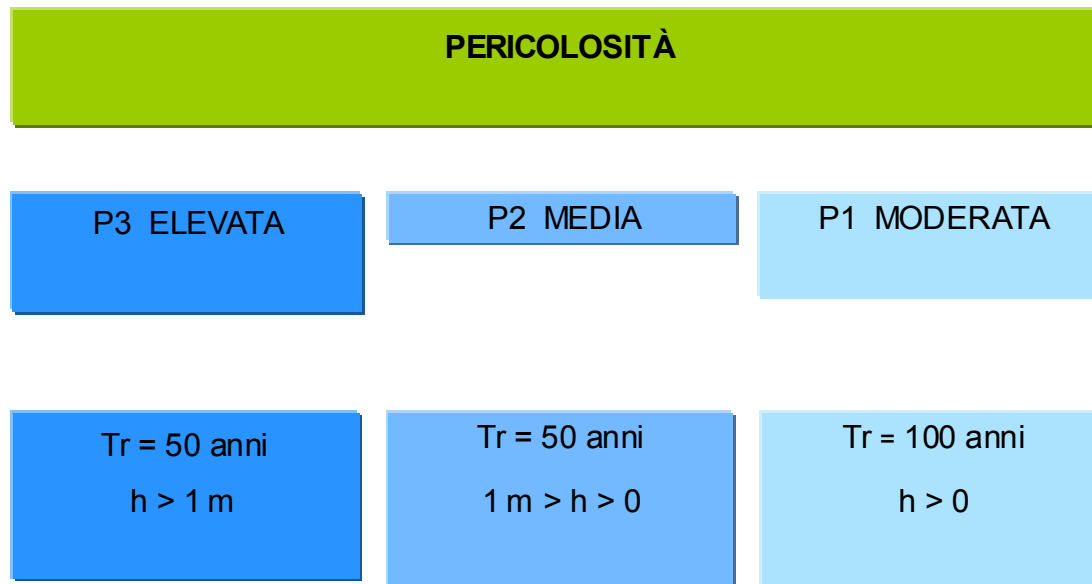 PERICOLOSITÀ
P3 ELEVATA
P2 MEDIA
P1 MODERATA
Tr = 50 anni
h > 1 m
Tr = 50 anni
1 m > h > 0
Tr = 100 anni
h > 0